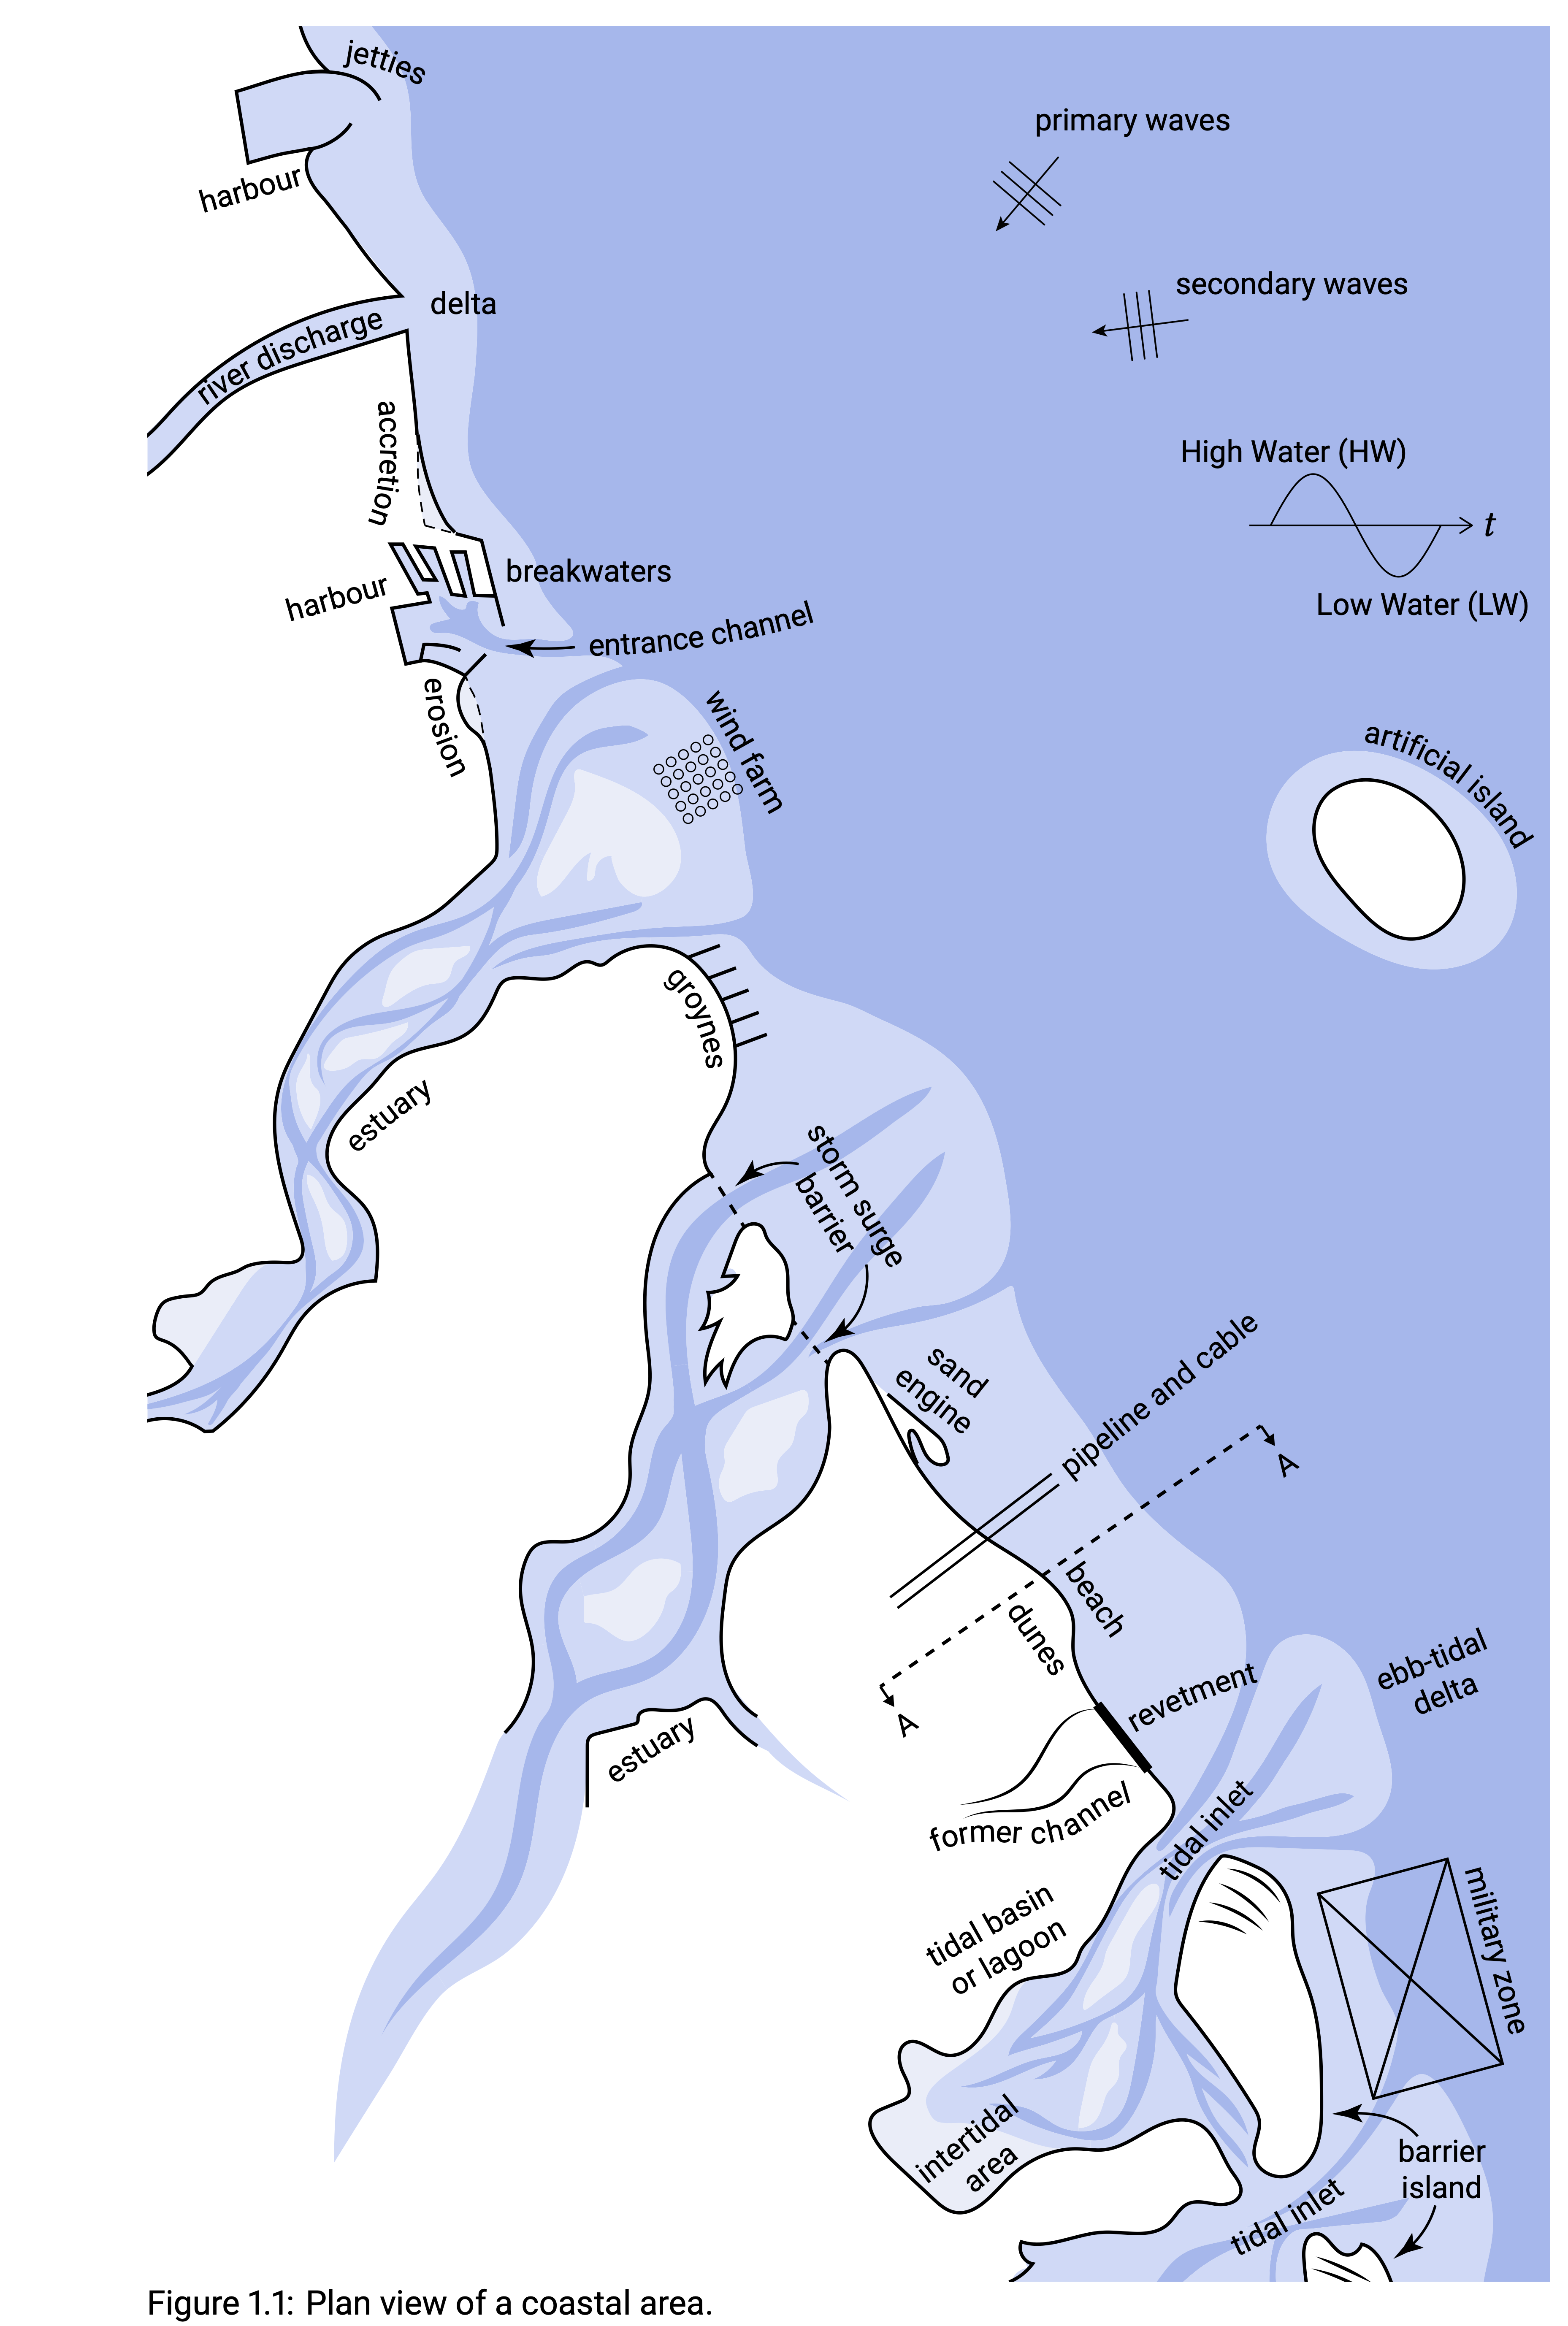 jetties
primary waves
harbour
secondary waves
delta
river discharge
accretion
High Water (HW)
t
Low Water (LW)
breakwaters
harbour
entrance channel
erosion
wind farm
artificial island
groynes
estuary
storm surge
barrier
sand
engine
pipeline and cable
A
beach
dunes
A
revetment
ebb-tidal
delta
estuary
former channel
tidal inlet
tidal basin
or lagoon
military zone
intertidal
area
barrier
island
tidal inlet
Figure 1.1: Plan view of a coastal area.